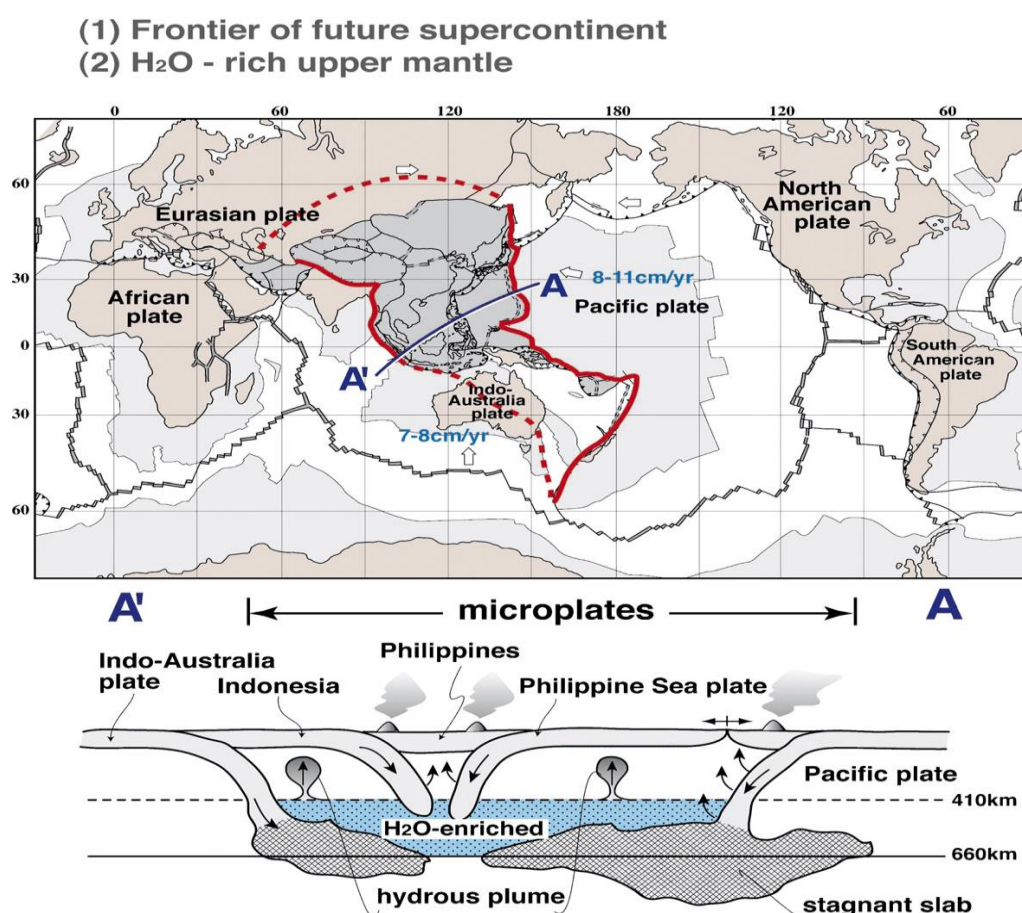 (1) Frontier of future supercontinent
(2) H2O - rich upper mantle
0 60 120 180 120 60
60
30
0
30
60
Eurasian plate
North
American
plate
African
plate
A
8-11cm/yr
Pacific plate
A'
Indo-
Australia
plate
7-8cm/yr
South
American
plate
A' microplates A
Indo-Australia
plate
Indonesia
Philippines
Philippine Sea plate
Pacific plate
410km
H2O-enriched
660km
hydrous plume
stagnant slab